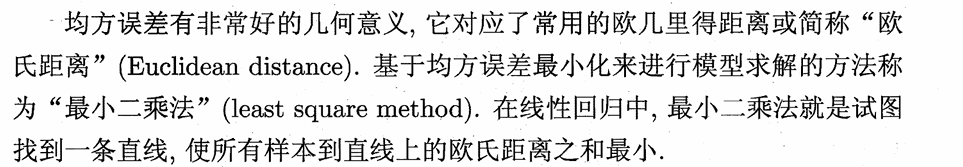 均方误差有非常好的几何意义, 它对应了常用的欧几里得距离或简称“欧
氏距离” (Euclidean distance). 基于均方误差最小化来进行模型求解的方法称
为“最小二乘法” (least square method). 在线性回归中, 最小二乘法就是试图
找到一条直线, 使所有样本到直线上的欧氏距离之和最小.